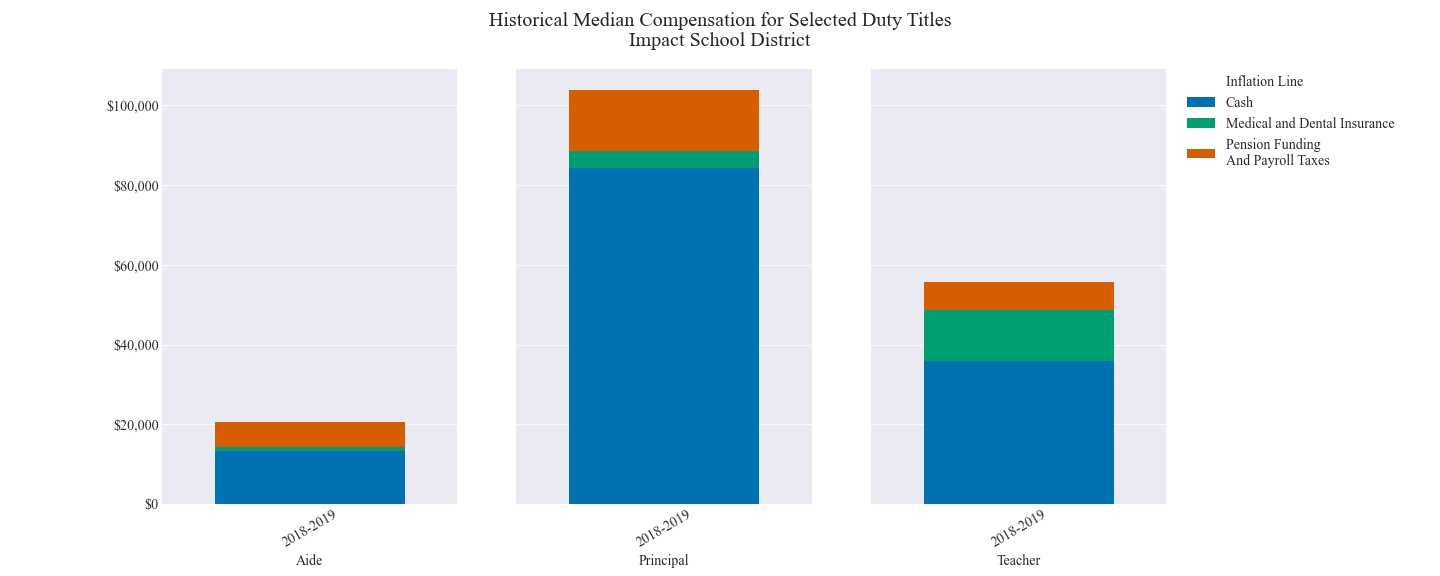 Historical Median Compensation for Selected Duty Titles
Impact School District
$100,000
$80,000
$60,000
$40,000
$20,000
$0
2018-2019
Aide
2018-2019
Principal
2018-2019
Teacher
Inflation Line
Cash
Medical and Dental Insurance
Pension Funding
And Payroll Taxes